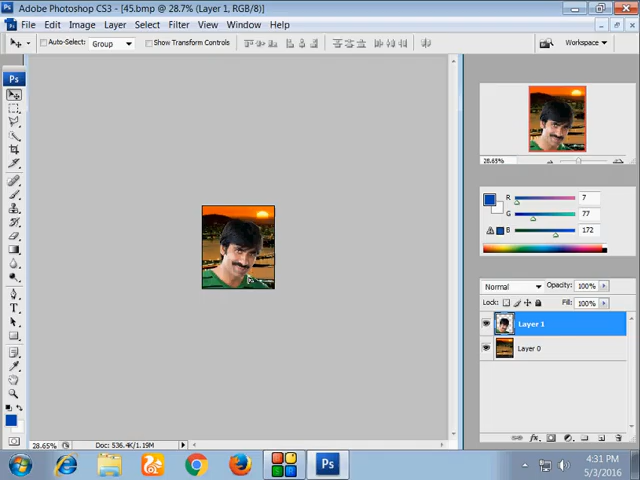 Ps Adobe Photoshop CS3 - [45.bmp @ 28.7% (Layer 1, RGB/8)]
File Edit Image Layer Select Filter View Window Help
Auto-Select: Group Show Transform Controls Workspace
Ps
28.65%
R 7
G 77
B 172
Normal Opacity: 100%
Lock: Fill: 100%
Layer 1
Layer 0
28.65% Doc: 536.4K/1.19M
Ps
4:31 PM
5/3/2016